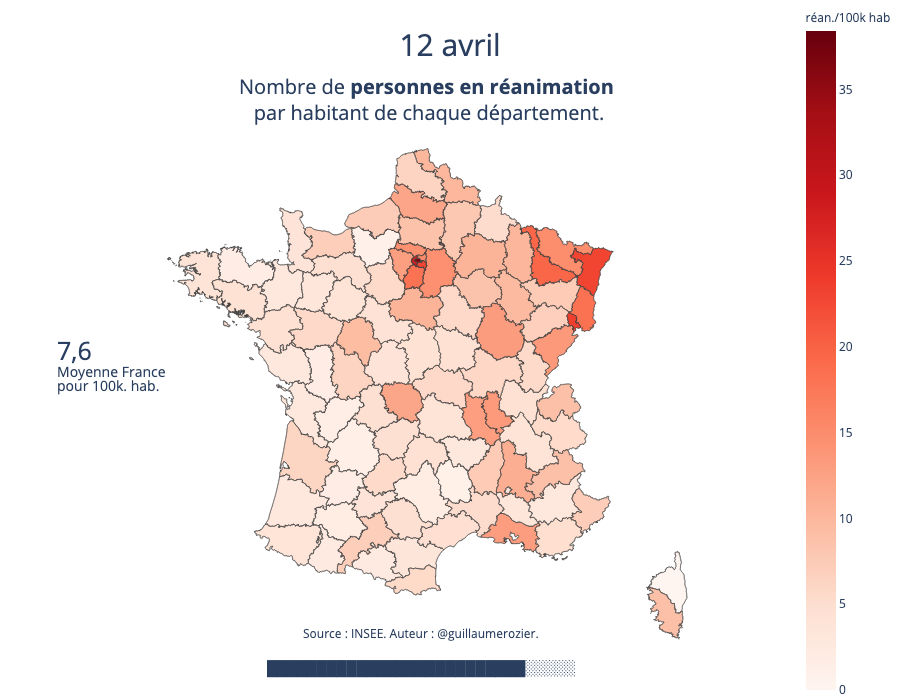 réan./100k hab
12 avril
Nombre de personnes en réanimation
par habitant de chaque département.
35
30
25
20
15
10
5
0
7,6
Moyenne France
pour 100k. hab.
Source : INSEE. Auteur : @guillaumerozier.